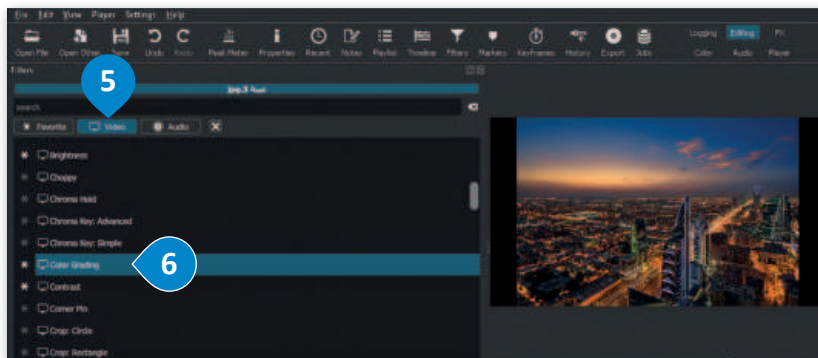 File Edit View Player Settings Help
Open File Open Other Save Undo Redo Peak Meter Properties Recent Notes Playlist Timeline Filters Markers Keyframes History Export Jobs
Logging Editing FX
Color Audio Player
Filters
5
search
Favorite Video Audio
Brightness
Choppy
Chroma Hold
Chroma Key: Advanced
Chroma Key: Simple
Color Grading
6
Contrast
Corner Pin
Crop: Circle
Crop: Rectangle